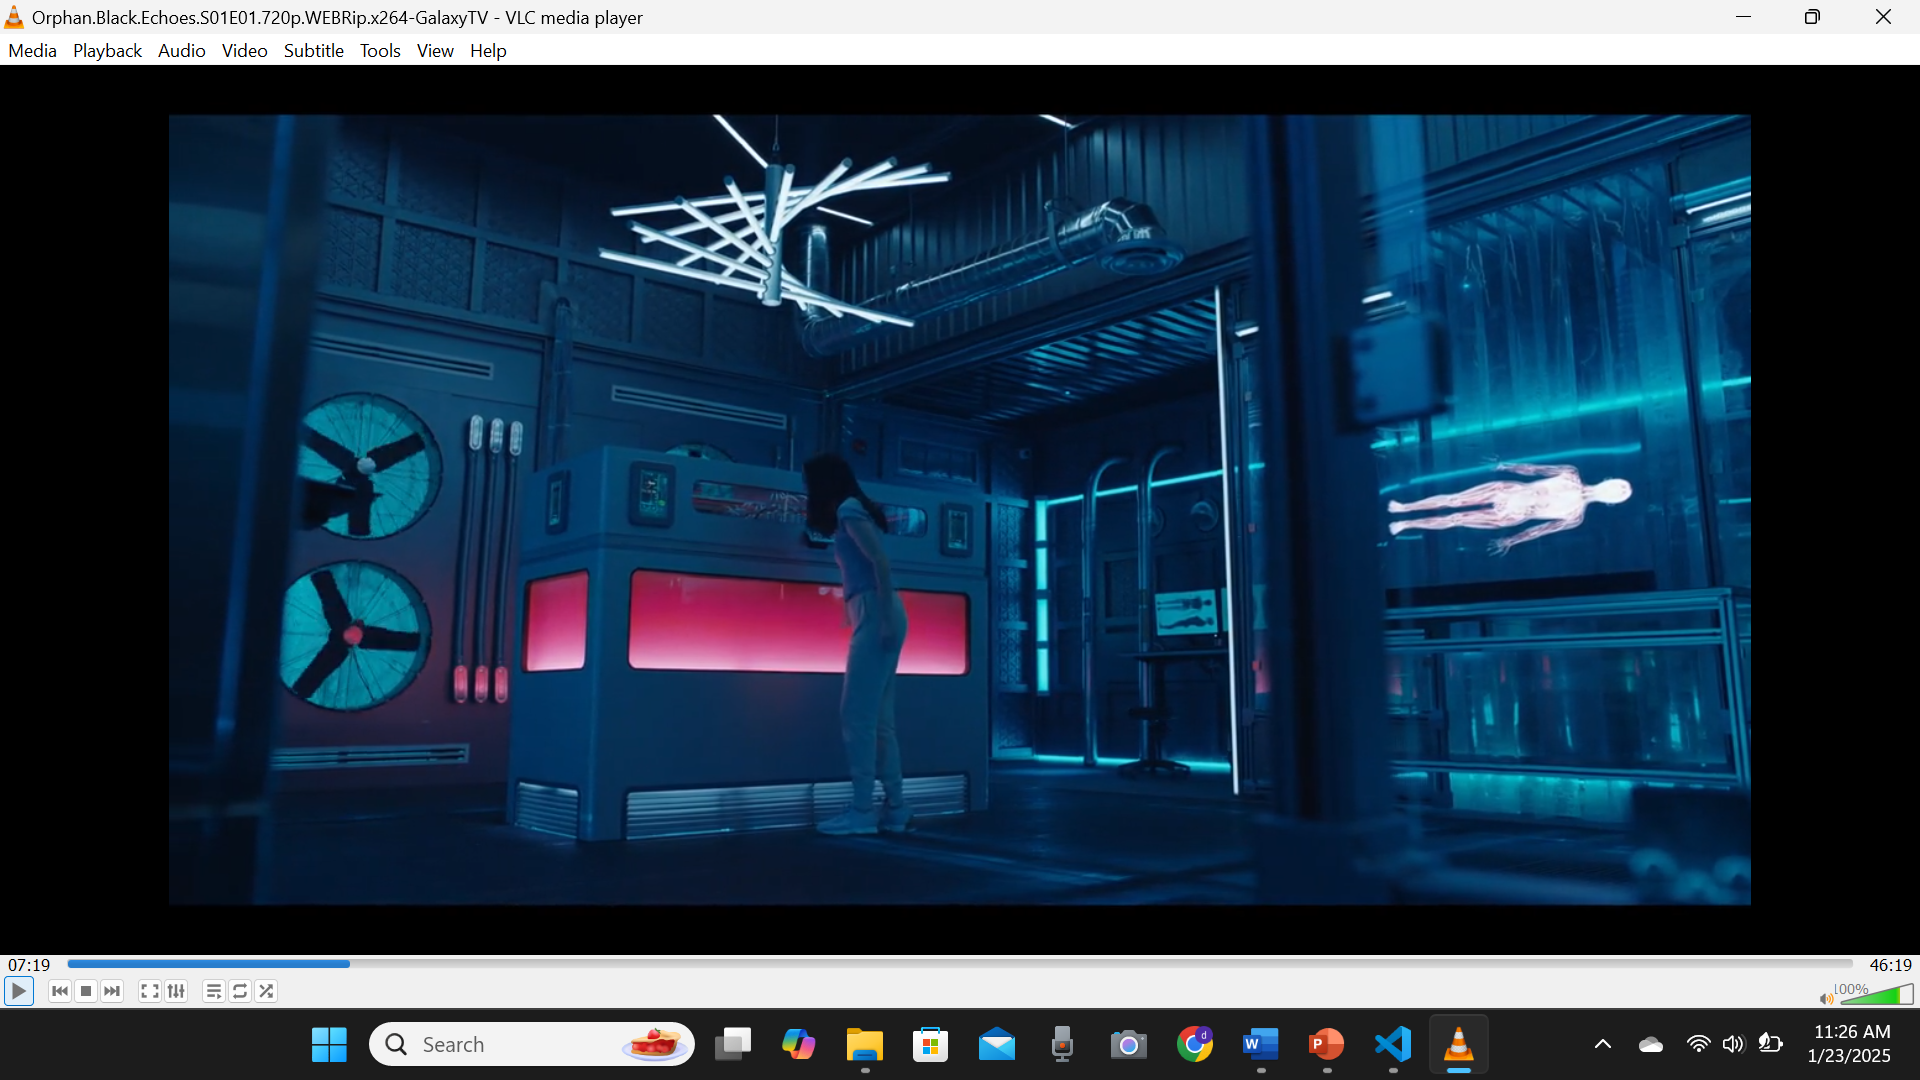 Orphan.Black.Echoes.S01E01.720p.WEBRip.x264-GalaxyTV - VLC media player
Media Playback Audio Video Subtitle Tools View Help
07:19
46:19
100%
Search
11:26 AM
1/23/2025